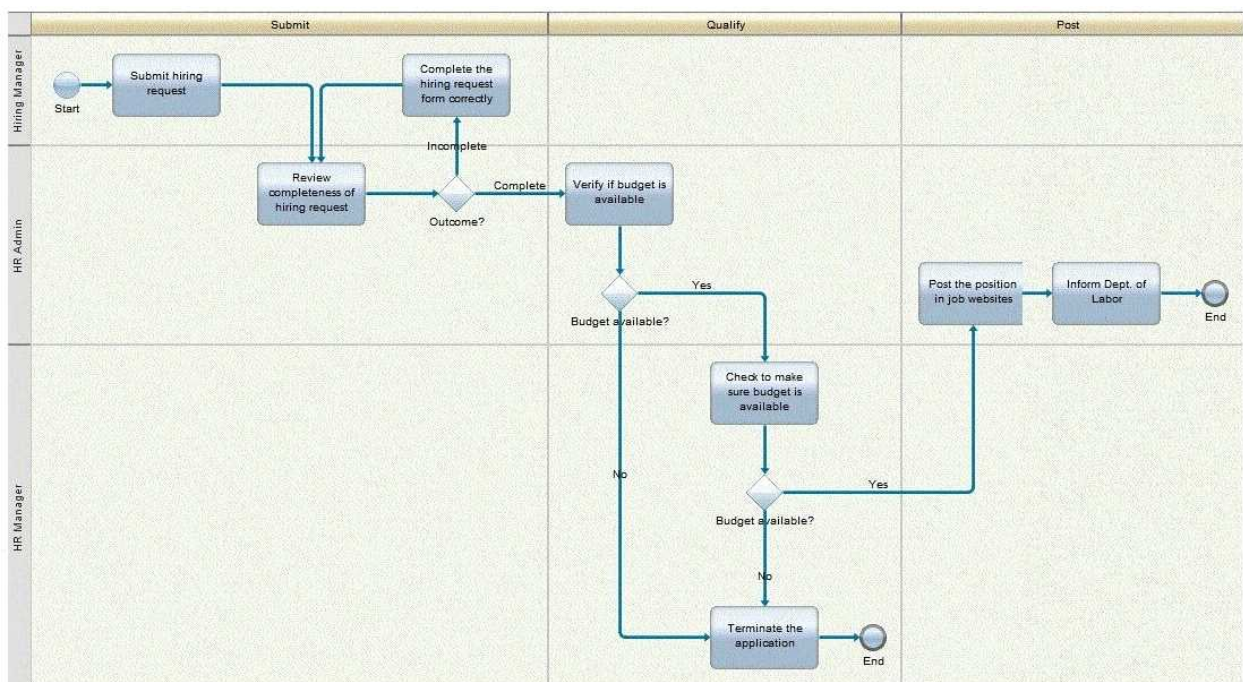 Submit
Qualify
Post
Hiring Manager
Start
Submit hiring
request
Complete the
hiring request
form correctly
Incomplete
HR Admin
Review
completeness of
hiring request
Outcome?
Complete
Verify if budget is
available
Budget available?
Yes
Post the position
in job websites
Inform Dept. of
Labor
End
HR Manager
Check to make
sure budget is
available
No
Budget available?
Yes
No
Terminate the
application
End